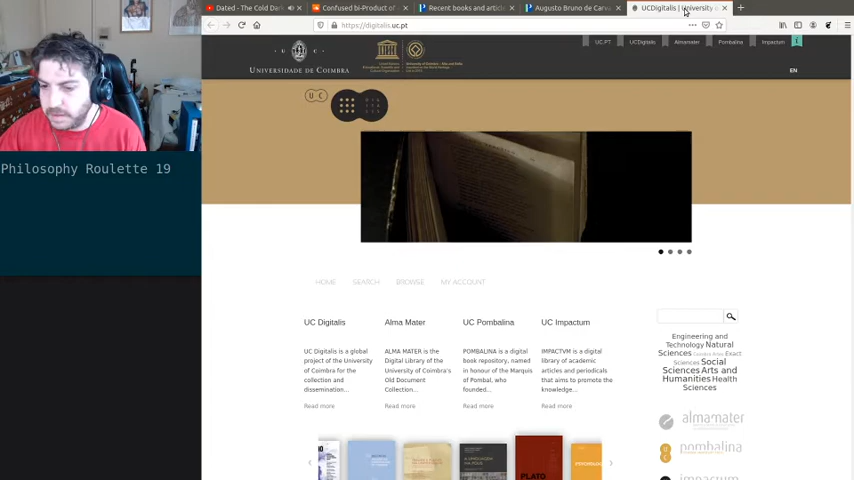 Dated - The Cold Dar
Confused bi-Product of
Recent books and article
Augusto Bruno de Carva
UCDigitalis | University o
https://digitalis.uc.pt
UC.PT
UCDigitalis
Almamater
Pombalina
Impactum
UNIVERSIDADE DE COIMBRA
EN
U C
Philosophy Roulette 19
HOME
SEARCH
BROWSE
MY ACCOUNT
UC Digitalis
Alma Mater
UC Pombalina
UC Impactum
UC Digitalis is a global
project of the University
of Coimbra for the
collection and
dissemination...
Read more
ALMA MATER is the
Digital Library of the
University of Coimbra's
Old Document
Collection...
Read more
POMBALINA is a digital
book repository, named
in honour of the Marquis
of Pombal, who
founded...
Read more
IMPACTVM is a digital
library of academic
articles and periodicals
that aims to promote the
knowledge...
Read more
Engineering and
Technology Natural
Sciences Exact
Sciences Social
Sciences Arts and
Humanities Health
Sciences
almamater
pombalina
impactum
PLATO